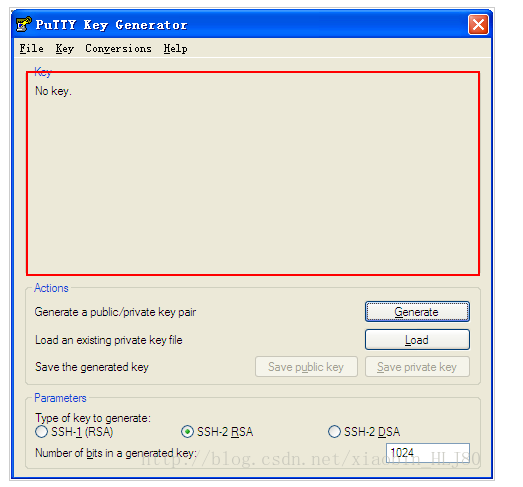 PuTTY Key Generator
File Key Conversions Help
Key
No key.
Actions
Generate a public/private key pair Generate
Load an existing private key file Load
Save the generated key Save public key Save private key
Parameters
Type of key to generate:
SSH-1 (RSA) SSH-2 RSA SSH-2 DSA
Number of bits in a generated key: 1024
http://blog.csdn.net/xiaobin_HLJ80